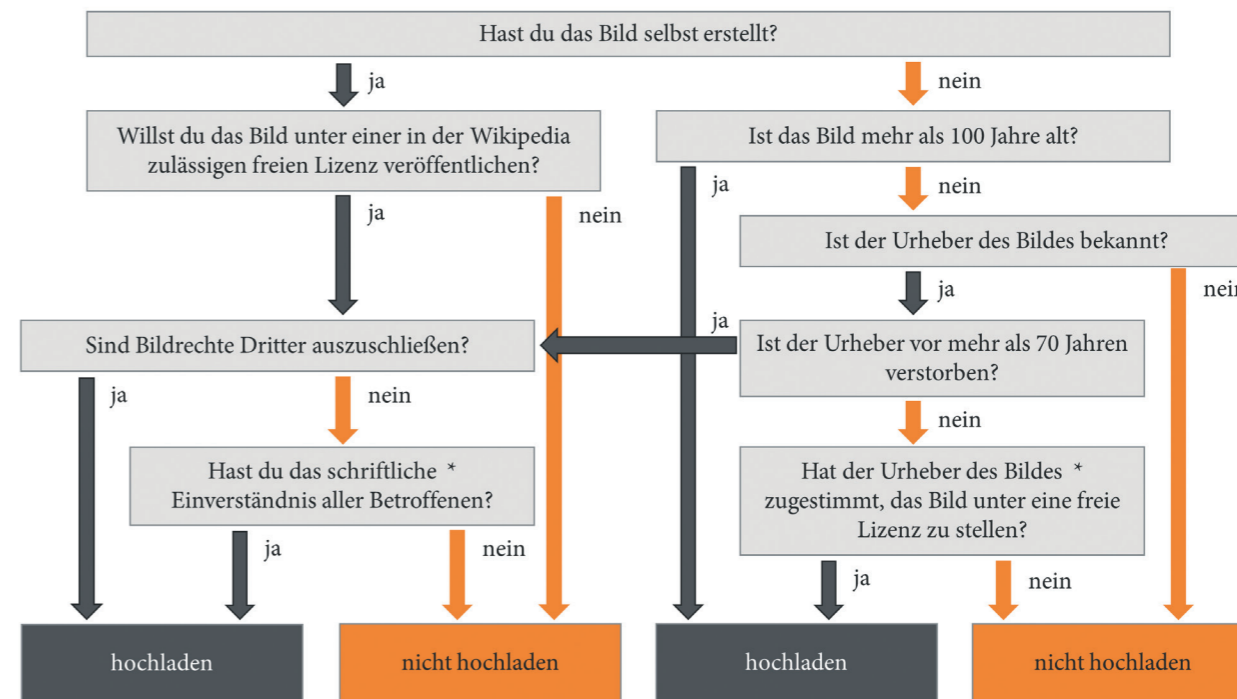 Hast du das Bild selbst erstellt?
ja
nein
Willst du das Bild unter einer in der Wikipedia
zulässigen freien Lizenz veröffentlichen?
Ist das Bild mehr als 100 Jahre alt?
ja
nein
ja
nein
Ist der Urheber des Bildes bekannt?
ja
nein
Sind Bildrechte Dritter auszuschließen?
ja
Ist der Urheber vor mehr als 70 Jahren
verstorben?
ja
nein
nein
Hast du das schriftliche *
Einverständnis aller Betroffenen?
Hat der Urheber des Bildes *
zugestimmt, das Bild unter eine freie
Lizenz zu stellen?
ja
nein
ja
nein
hochladen
nicht hochladen
hochladen
nicht hochladen